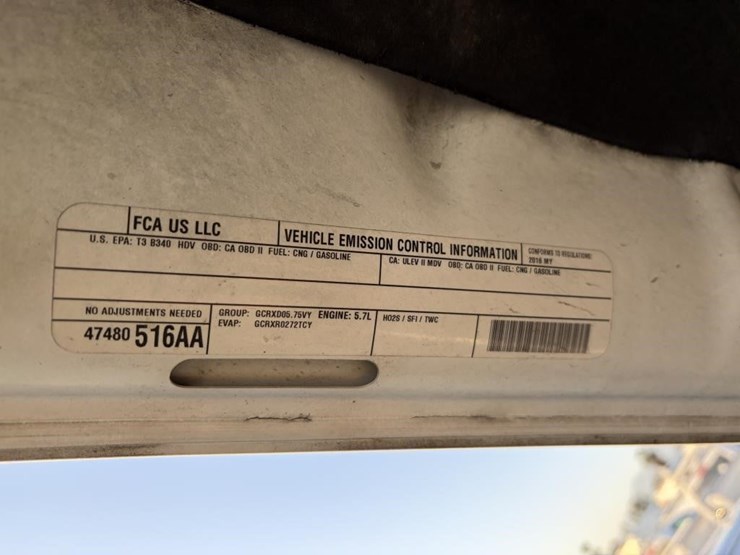 FCA US LLC
VEHICLE EMISSION CONTROL INFORMATION
CONFORMS TO REGULATIONS:
2016 MY
U.S. EPA: T3 B340 HDV OBD: CA OBD II FUEL: CNG / GASOLINE
CA: ULEV II MDV OBD: CA OBD II FUEL: CNG / GASOLINE
NO ADJUSTMENTS NEEDED
47480 516AA
GROUP: GCRXD05.75VY ENGINE: 5.7L
EVAP: GCRXR0272TCY
HO2S / SFI / TWC